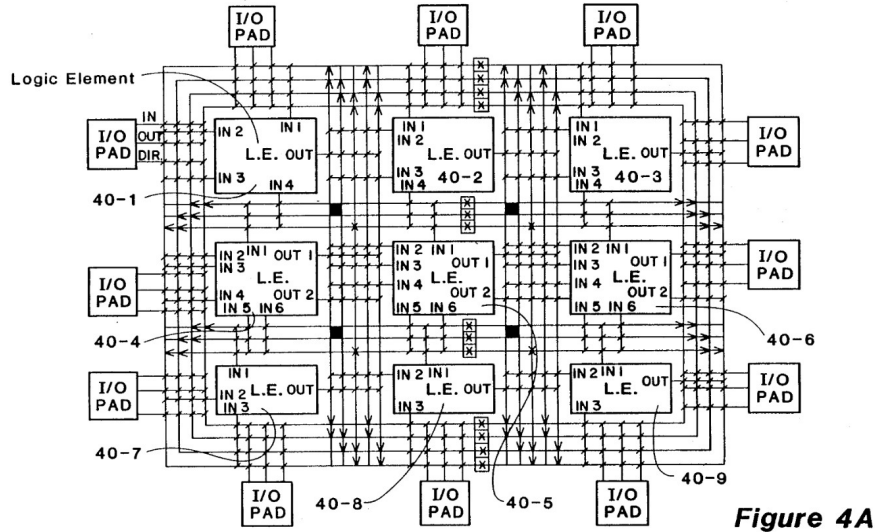 I/O PAD
I/O PAD
I/O PAD
Logic Element
I/O PAD
IN
OUT
DIR.
IN 2
IN 1
L.E. OUT
IN 3
IN 4
40-1
IN 1
IN 2
L.E. OUT
IN 3
IN 4
40-2
IN 1
IN 2
L.E. OUT
IN 3
IN 4
40-3
I/O PAD
X
X
X
X
X
X
X
X
X
I/O PAD
IN 1
IN 2
OUT 1
IN 3
L.E.
IN 4
OUT 2
IN 5
IN 6
40-4
IN 2
IN 1
OUT 1
IN 3
L.E.
IN 4
OUT 2
IN 5
IN 6
IN 2
IN 1
OUT 1
IN 3
L.E.
IN 4
OUT 2
IN 5
IN 6
40-6
I/O PAD
X
X
X
X
X
I/O PAD
IN 1
L.E. OUT
IN 2
IN 3
40-7
IN 2
IN 1
L.E. OUT
IN 3
IN 2
IN 1
OUT
L.E.
IN 3
I/O PAD
X
X
X
X
I/O PAD
40-8
I/O PAD
40-5
I/O PAD
40-9
Figure 4A